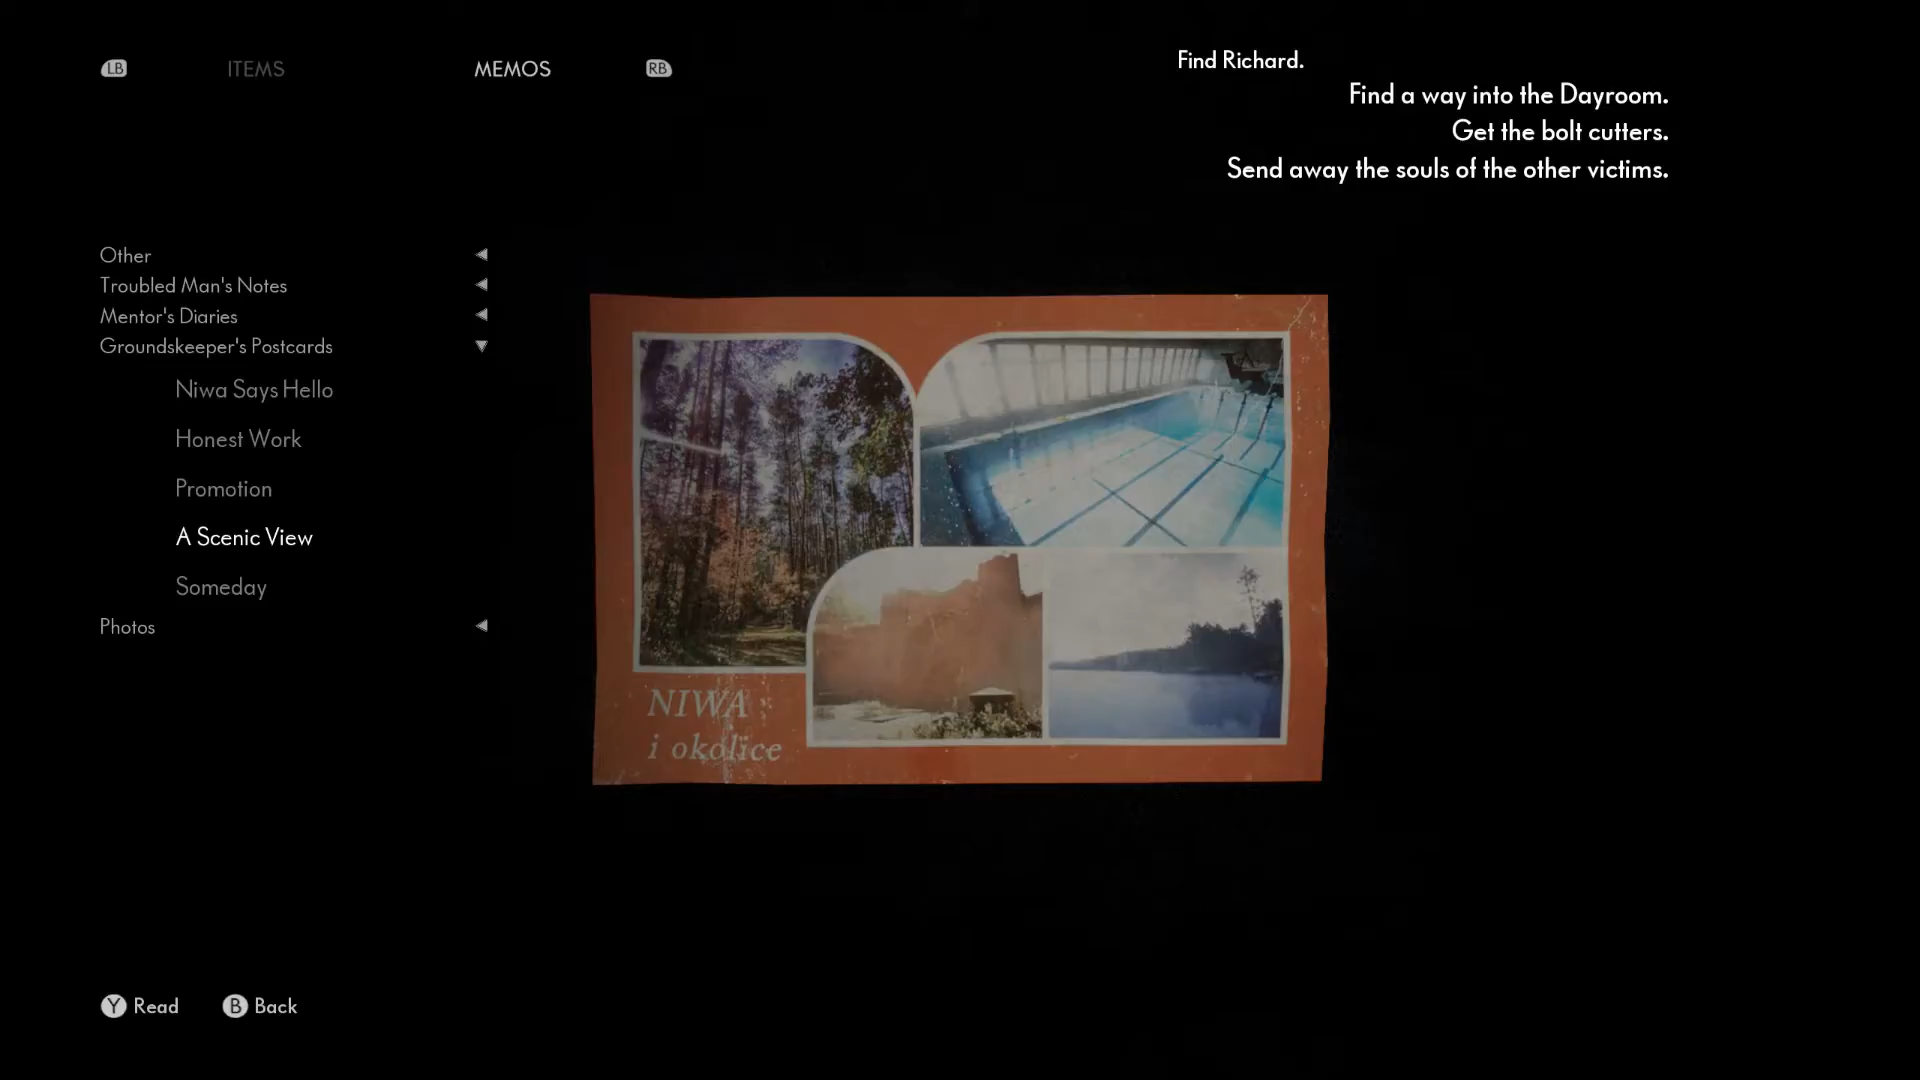 LB ITEMS MEMOS RB
Find Richard.
Find a way into the Dayroom.
Get the bolt cutters.
Send away the souls of the other victims.
Other
Troubled Man's Notes
Mentor's Diaries
Groundskeeper's Postcards
Niwa Says Hello
Honest Work
Promotion
A Scenic View
Someday
Photos
NIWA
i okolice
Y Read B Back